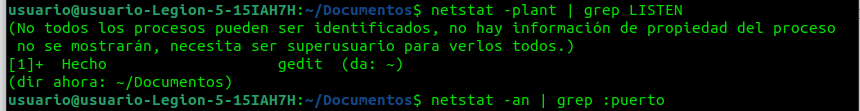 usuario@usuario-Legion-5-15IAH7H:~/Documentos$ netstat -plant | grep LISTEN
(No todos los procesos pueden ser identificados, no hay información de propiedad del proceso
 no se mostrarán, necesita ser superusuario para verlos todos.)
[1]+  Hecho                   gedit  (da: ~)
(dir ahora: ~/Documentos)
usuario@usuario-Legion-5-15IAH7H:~/Documentos$ netstat -an | grep :puerto